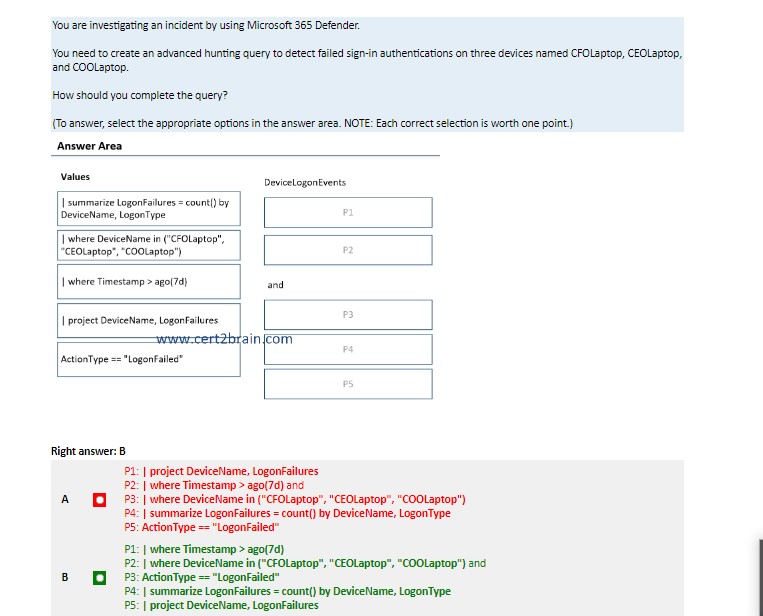 You are investigating an incident by using Microsoft 365 Defender.
You need to create an advanced hunting query to detect failed sign-in authentications on three devices named CFOLaptop, CEOLaptop,
and COOLaptop.
How should you complete the query?
(To answer, select the appropriate options in the answer area. NOTE: Each correct selection is worth one point.)
Answer Area
Values
| summarize LogonFailures = count() by
DeviceName, LogonType
| where DeviceName in ("CFOLaptop",
"CEOLaptop", "COOLaptop")
| where Timestamp > ago(7d)
| project DeviceName, LogonFailures
ActionType == "LogonFailed"
DeviceLogonEvents
P1
P2
and
P3
P4
P5
www.cert2brain.com
Right answer: B
A
P1: | project DeviceName, LogonFailures
P2: | where Timestamp > ago(7d) and
P3: | where DeviceName in ("CFOLaptop", "CEOLaptop", "COOLaptop")
P4: | summarize LogonFailures = count() by DeviceName, LogonType
P5: ActionType == "LogonFailed"
B
P1: | where Timestamp > ago(7d)
P2: | where DeviceName in ("CFOLaptop", "CEOLaptop", "COOLaptop") and
P3: ActionType == "LogonFailed"
P4: | summarize LogonFailures = count() by DeviceName, LogonType
P5: | project DeviceName, LogonFailures